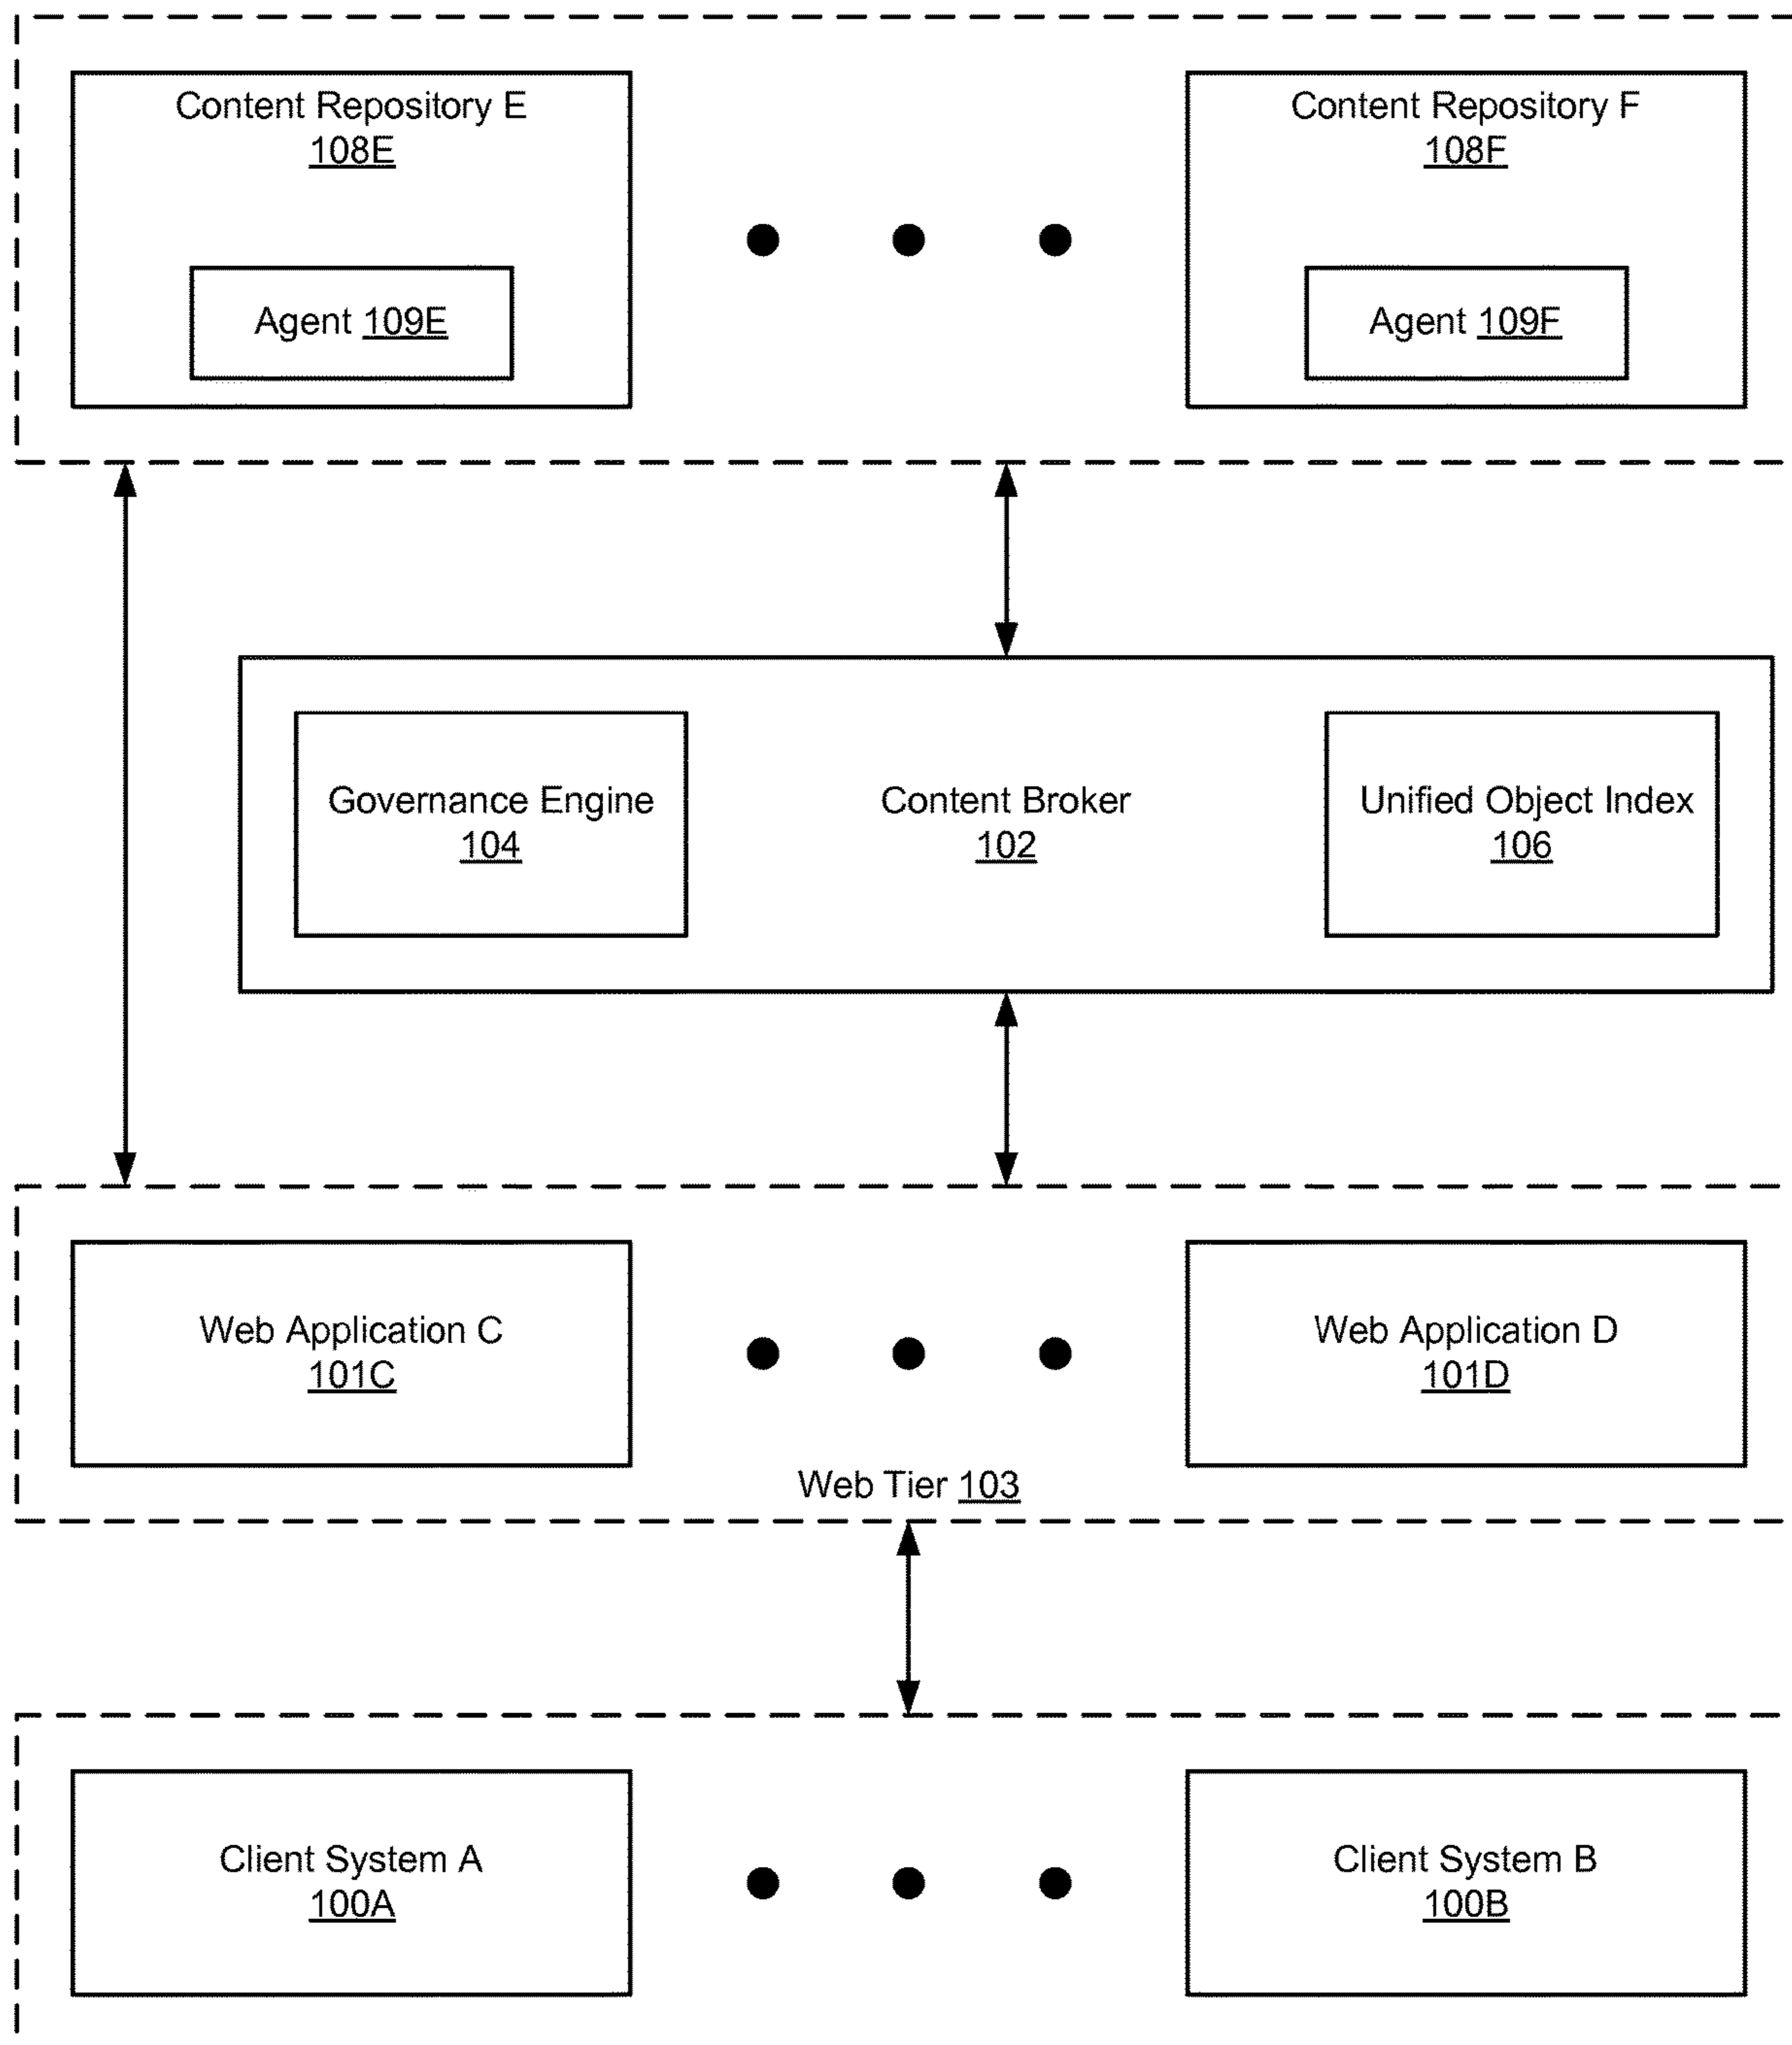 Content Repository E
108E
Content Repository F
108F
Agent 109E
Agent 109F
Governance Engine
104
Content Broker
102
Unified Object Index
106
Web Application C
101C
Web Application D
101D
Web Tier 103
Client System A
100A
Client System B
100B